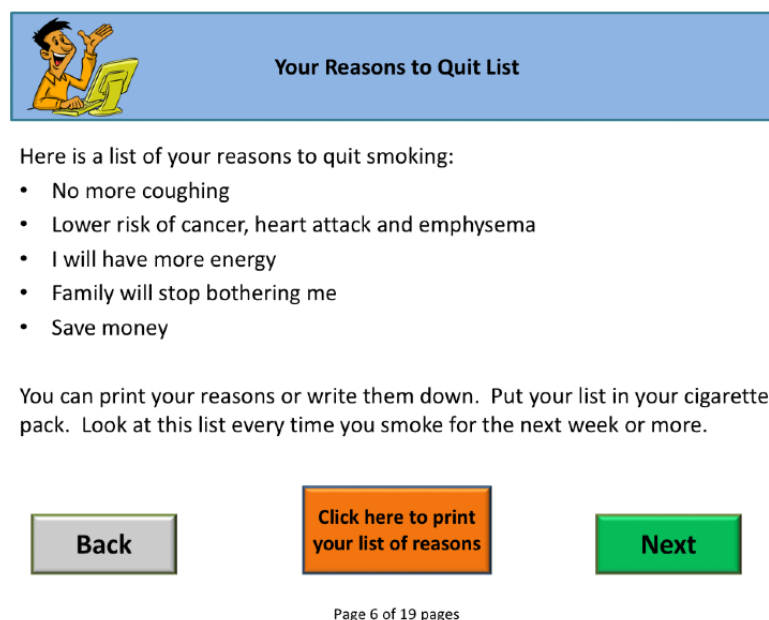 Your Reasons to Quit List
Here is a list of your reasons to quit smoking:
• No more coughing
• Lower risk of cancer, heart attack and emphysema
• I will have more energy
• Family will stop bothering me
• Save money
You can print your reasons or write them down.  Put your list in your cigarette
pack.  Look at this list every time you smoke for the next week or more.
Back
Click here to print
your list of reasons
Next
Page 6 of 19 pages